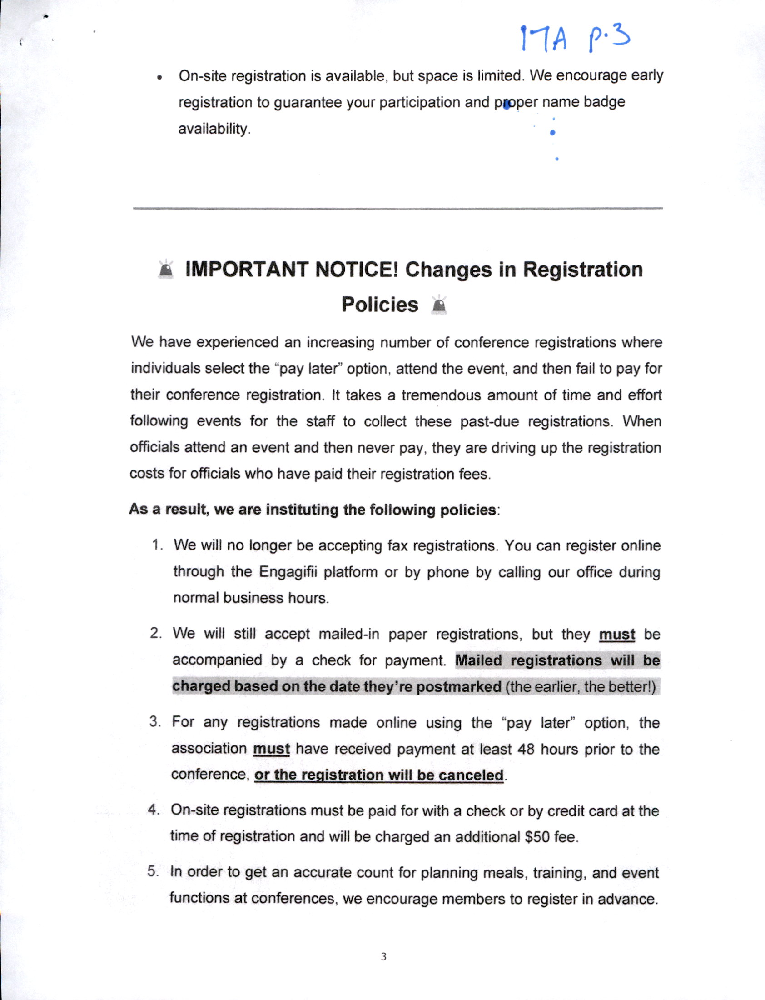 17A p.3
• On-site registration is available, but space is limited. We encourage early
registration to guarantee your participation and proper name badge
availability.
IMPORTANT NOTICE! Changes in Registration
Policies
We have experienced an increasing number of conference registrations where
individuals select the “pay later” option, attend the event, and then fail to pay for
their conference registration. It takes a tremendous amount of time and effort
following events for the staff to collect these past-due registrations. When
officials attend an event and then never pay, they are driving up the registration
costs for officials who have paid their registration fees.
As a result, we are instituting the following policies:
1. We will no longer be accepting fax registrations. You can register online
through the Engagifii platform or by phone by calling our office during
normal business hours.
2. We will still accept mailed-in paper registrations, but they must be
accompanied by a check for payment. Mailed registrations will be
charged based on the date they’re postmarked (the earlier, the better!)
3. For any registrations made online using the “pay later” option, the
association must have received payment at least 48 hours prior to the
conference, or the registration will be canceled.
4. On-site registrations must be paid for with a check or by credit card at the
time of registration and will be charged an additional $50 fee.
5. In order to get an accurate count for planning meals, training, and event
functions at conferences, we encourage members to register in advance.
3